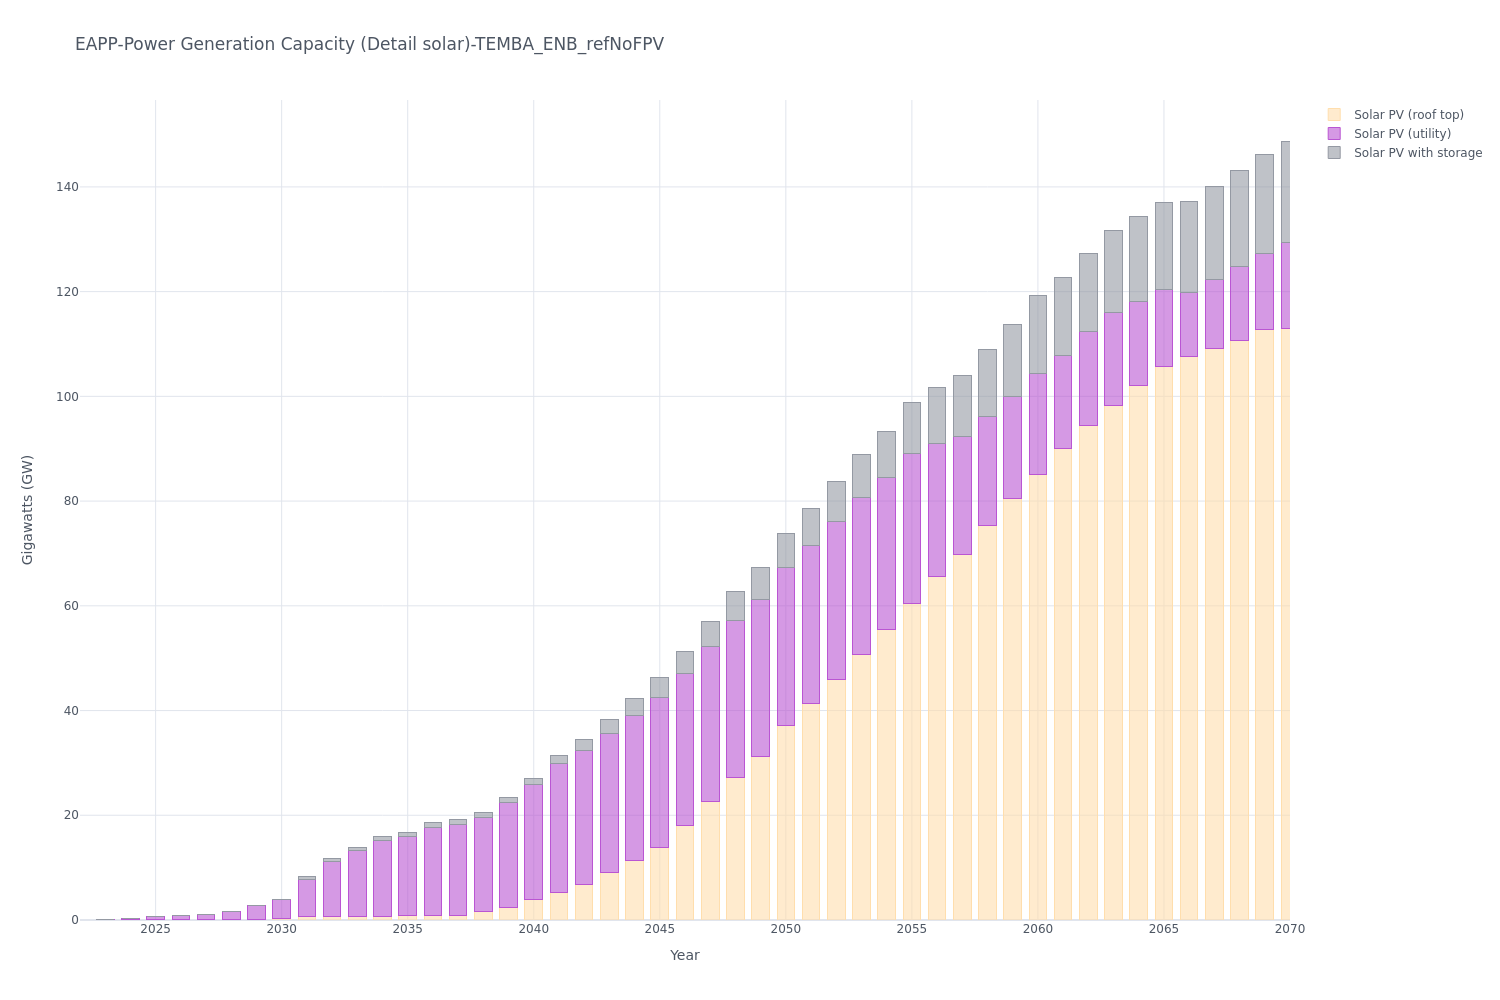 EAPP-Power Generation Capacity (Detail solar)-TEMBA_ENB_refNoFPV
Solar PV (roof top)
Solar PV (utility)
Solar PV with storage
140
120
100
80
60
40
20
0
Gigawatts (GW)
2025 2030 2035 2040 2045 2050 2055 2060 2065 2070
Year